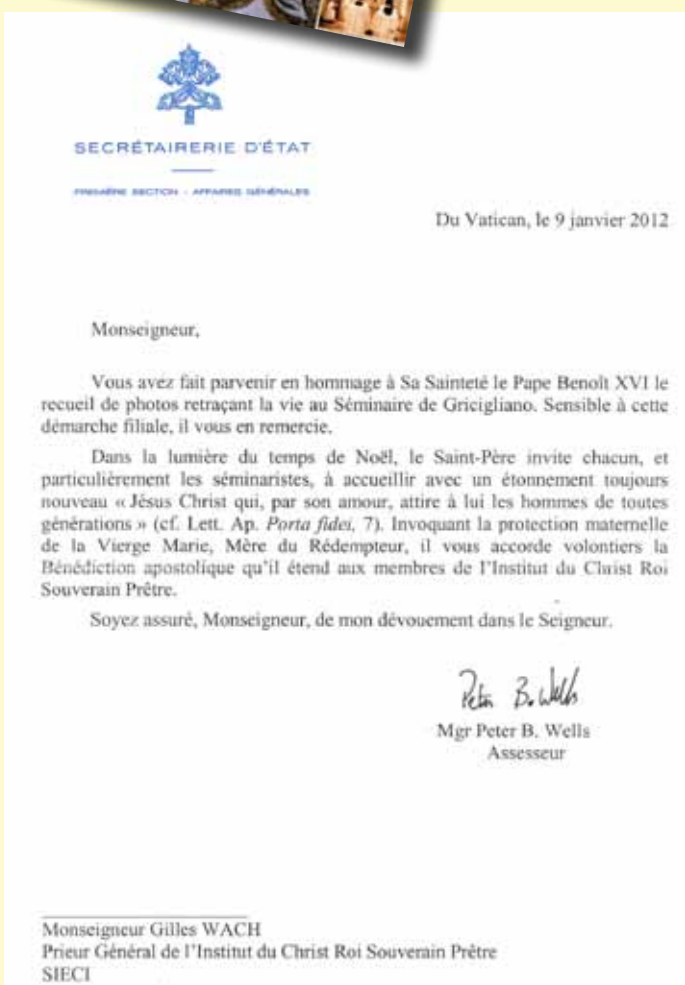 SECRÉTAIRERIE D'ÉTAT
PREMIÈRE SECTION - AFFAIRES GÉNÉRALES
Du Vatican, le 9 janvier 2012
Monseigneur,
Vous avez fait parvenir en hommage à Sa Sainteté le Pape Benoît XVI le
recueil de photos retraçant la vie au Séminaire de Gricigliano. Sensible à cette
démarche filiale, il vous en remercie.
Dans la lumière du temps de Noël, le Saint-Père invite chacun, et
particulièrement les séminaristes, à accueillir avec un étonnement toujours
nouveau « Jésus Christ qui, par son amour, attire à lui les hommes de toutes
générations » (cf. Lett. Ap. Porta fidei, 7). Invoquant la protection maternelle
de la Vierge Marie, Mère du Rédempteur, il vous accorde volontiers la
Bénédiction apostolique qu'il étend aux membres de l'Institut du Christ Roi
Souverain Prêtre.
Soyez assuré, Monseigneur, de mon dévouement dans le Seigneur.
Peter B. Wells
Mgr Peter B. Wells
Assesseur
Monseigneur Gilles WACH
Prieur Général de l'Institut du Christ Roi Souverain Prêtre
SIECI